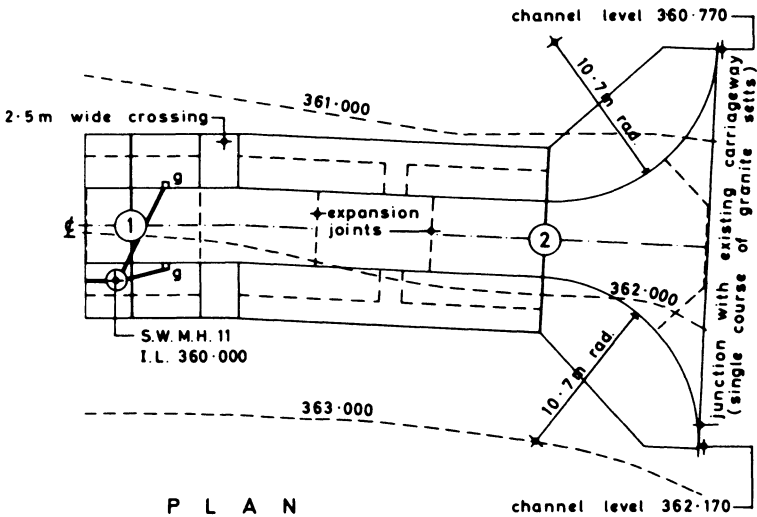 channel level 360·770
10·7m rad.
361·000
2·5m wide crossing
g
1
℄
expansion
joints
2
g
junction with existing carriageway
(single course of granite setts)
362·000
S.W.M.H. 11
I.L. 360·000
10·7m rad.
363·000
PLAN
channel level 362·170